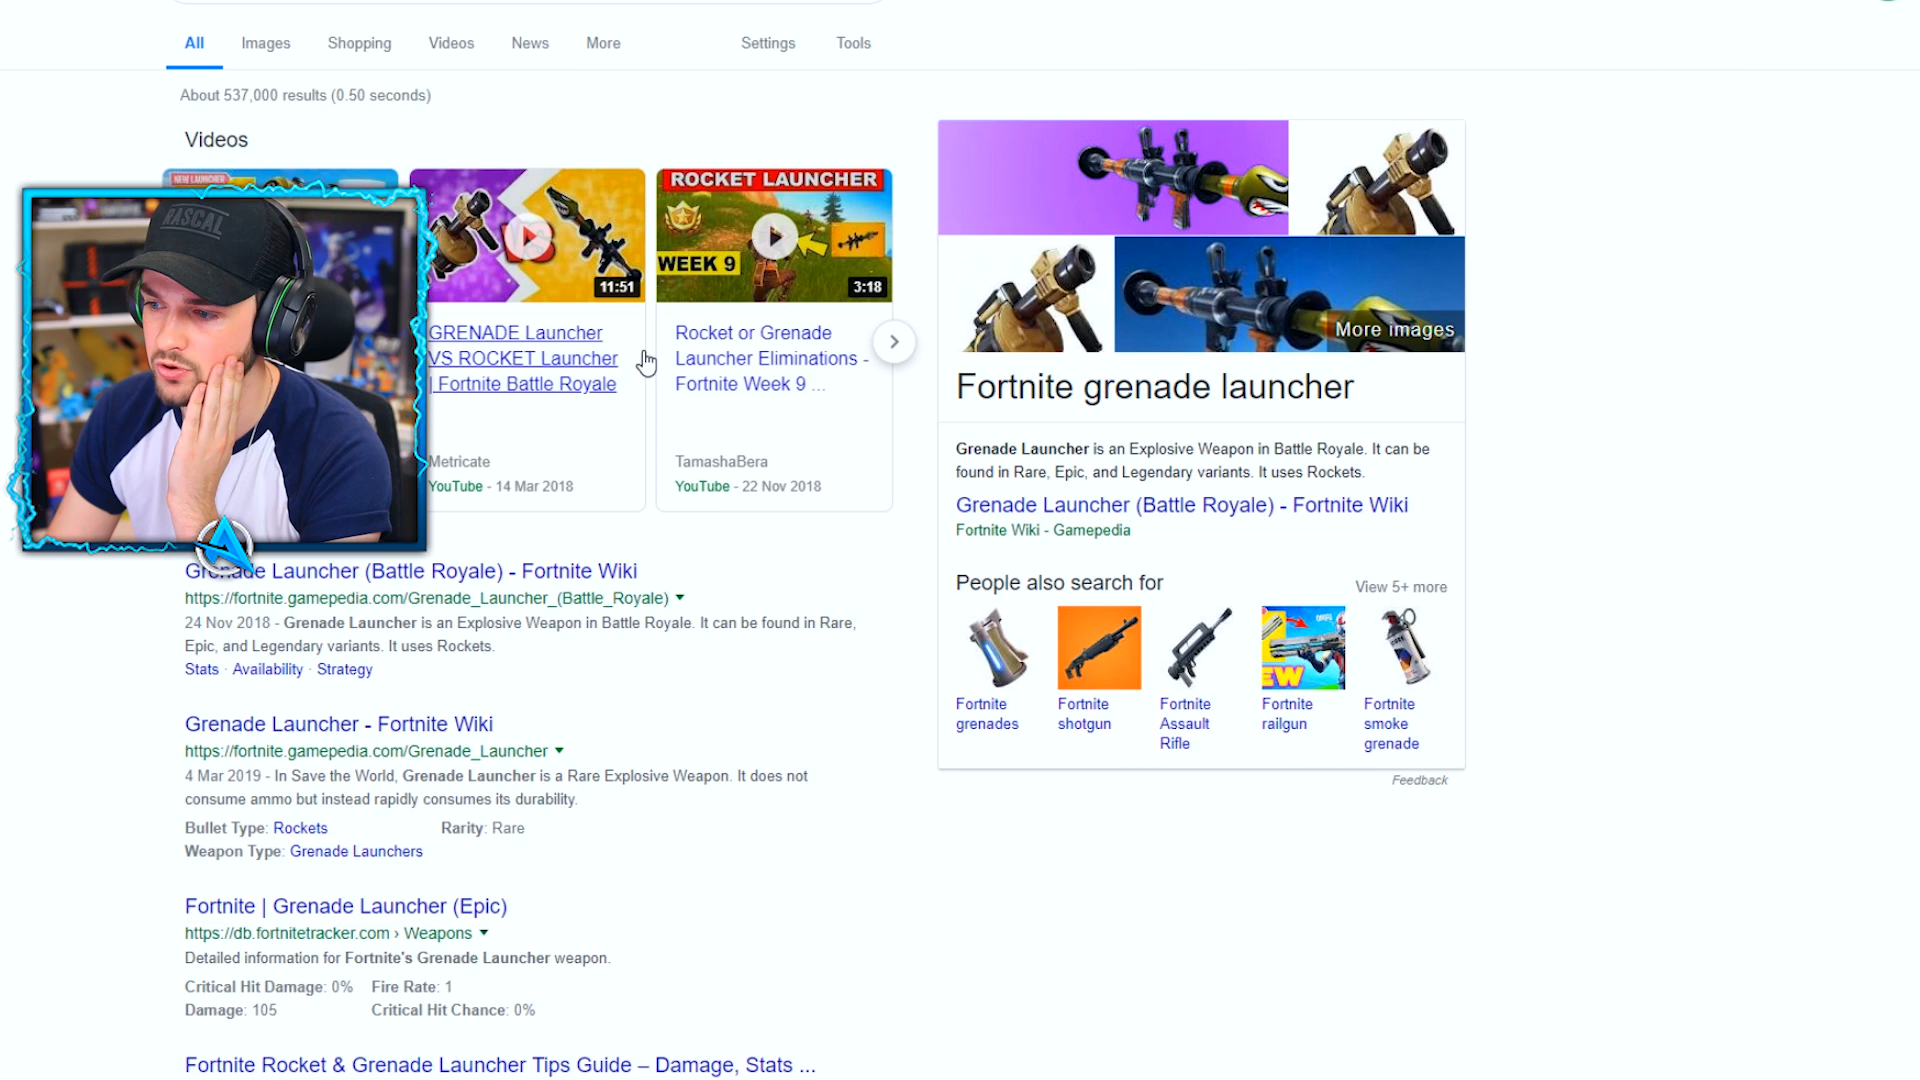 All Images Shopping Videos News More Settings Tools
About 537,000 results (0.50 seconds)
Videos
NEW LAUNCHER
RASCAL
VS
11:51
GRENADE Launcher
VS ROCKET Launcher
| Fortnite Battle Royale
Metricate
YouTube - 14 Mar 2018
ROCKET LAUNCHER
WEEK 9
3:18
Rocket or Grenade
Launcher Eliminations -
Fortnite Week 9 ...
TamashaBera
YouTube - 22 Nov 2018
Grenade Launcher (Battle Royale) - Fortnite Wiki
https://fortnite.gamepedia.com/Grenade_Launcher_(Battle_Royale)
24 Nov 2018 - Grenade Launcher is an Explosive Weapon in Battle Royale. It can be found in Rare,
Epic, and Legendary variants. It uses Rockets.
Stats · Availability · Strategy
Grenade Launcher - Fortnite Wiki
https://fortnite.gamepedia.com/Grenade_Launcher
4 Mar 2019 - In Save the World, Grenade Launcher is a Rare Explosive Weapon. It does not
consume ammo but instead rapidly consumes its durability.
Bullet Type: Rockets Rarity: Rare
Weapon Type: Grenade Launchers
Fortnite | Grenade Launcher (Epic)
https://db.fortnitetracker.com › Weapons
Detailed information for Fortnite's Grenade Launcher weapon.
Critical Hit Damage: 0% Fire Rate: 1
Damage: 105 Critical Hit Chance: 0%
Fortnite Rocket & Grenade Launcher Tips Guide – Damage, Stats ...
More images
Fortnite grenade launcher
Grenade Launcher is an Explosive Weapon in Battle Royale. It can be
found in Rare, Epic, and Legendary variants. It uses Rockets.
Grenade Launcher (Battle Royale) - Fortnite Wiki
Fortnite Wiki - Gamepedia
People also search for
View 5+ more
Fortnite
grenades
Fortnite
shotgun
Fortnite
Assault
Rifle
Fortnite
railgun
Fortnite
smoke
grenade
Feedback